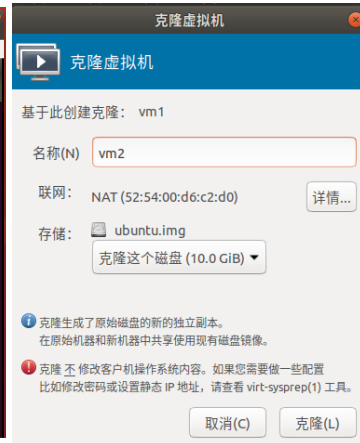 克隆虚拟机
克隆虚拟机
基于此创建克隆： vm1
名称(N) vm2
联网： NAT (52:54:00:d6:c2:d0) 详情...
存储： ubuntu.img
克隆这个磁盘 (10.0 GiB)
克隆生成了原始磁盘的新的独立副本。
在原始机器和新机器中共享使用现有磁盘镜像。
克隆 不 修改客户机操作系统内容。如果您需要做一些配置
比如修改密码或设置静态 IP 地址，请查看 virt-sysprep(1) 工具。
取消(C) 克隆(L)